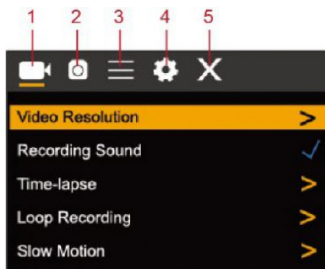 1 2 3 4 5
Video Resolution >
Recording Sound
Time-lapse >
Loop Recording >
Slow Motion >